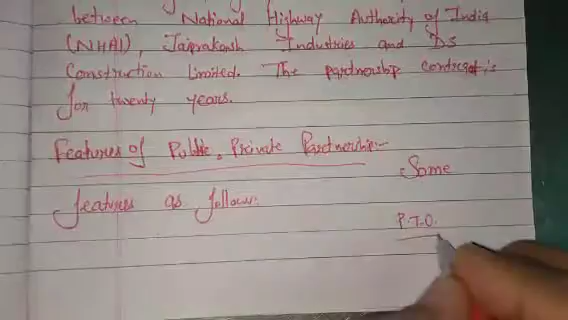 between National Highway Authority of India
(NHAI), Jaiprakash Industries and DS
Construction Limited. The partnership contract is
for twenty years.
Features of Public, Private Partnership:-
Some
features as follow:
P.T.O.